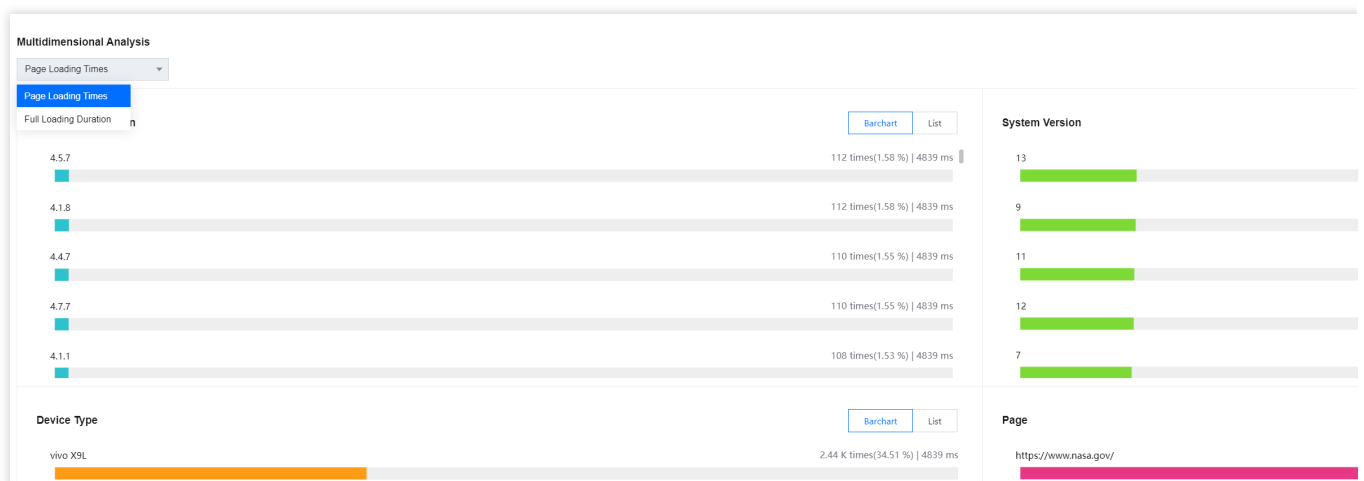 Multidimensional Analysis
Page Loading Times
Page Loading Times
Full Loading Duration
n
Barchart List
4.5.7 112 times(1.58 %) | 4839 ms
4.1.8 112 times(1.58 %) | 4839 ms
4.4.7 110 times(1.55 %) | 4839 ms
4.7.7 110 times(1.55 %) | 4839 ms
4.1.1 108 times(1.53 %) | 4839 ms
System Version
13
9
11
12
7
Device Type
Barchart List
vivo X9L 2.44 K times(34.51 %) | 4839 ms
Page
https://www.nasa.gov/